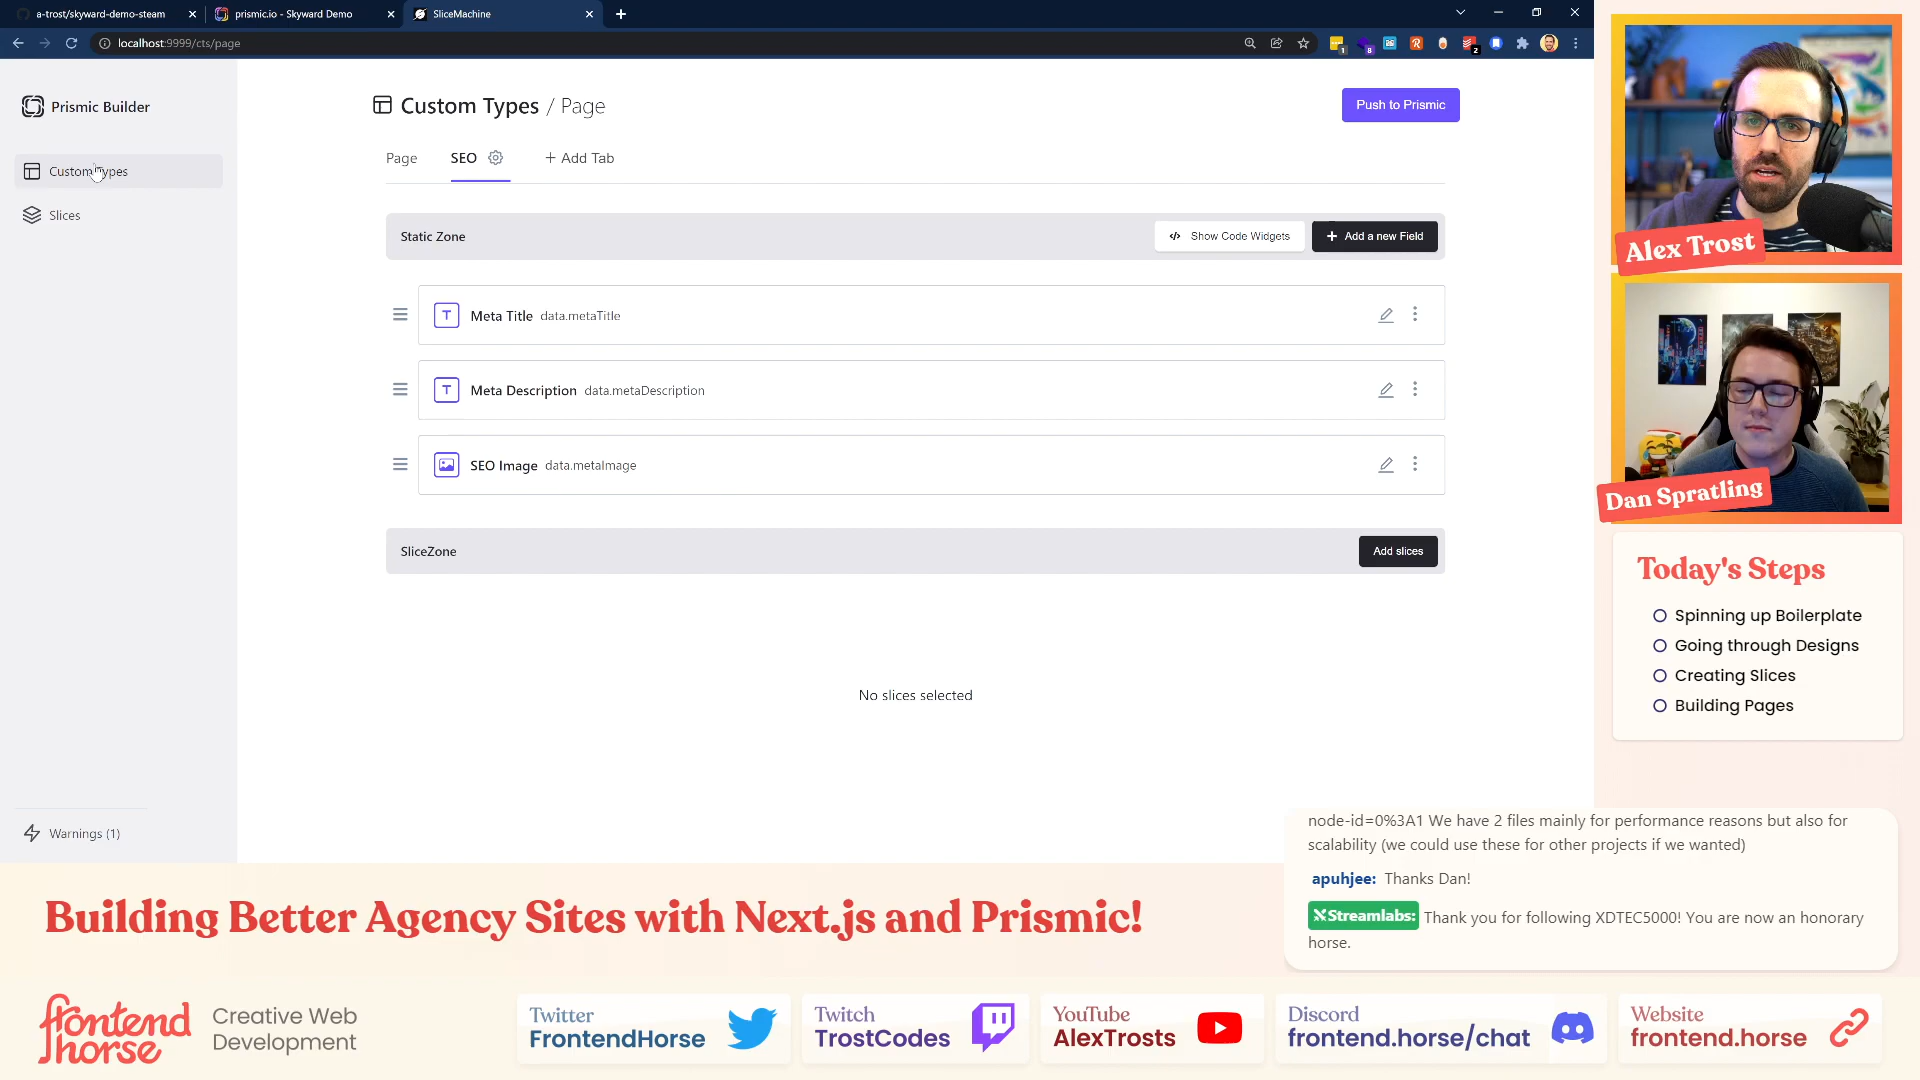 a-trost/skyward-demo-steam
prismic.io - Skyward Demo
SliceMachine
localhost:9999/cts/page
Prismic Builder
Custom Types
Slices
Warnings (1)
Custom Types / Page
Push to Prismic
Page
SEO
+ Add Tab
Static Zone
Show Code Widgets
+ Add a new Field
Meta Title data.metaTitle
Meta Description data.metaDescription
SEO Image data.metaImage
SliceZone
Add slices
No slices selected
Alex Trost
Dan Spratling
Today's Steps
Spinning up Boilerplate
Going through Designs
Creating Slices
Building Pages
node-id=0%3A1 We have 2 files mainly for performance reasons but also for
scalability (we could use these for other projects if we wanted)
apuhjee: Thanks Dan!
Streamlabs: Thank you for following XDTEC5000! You are now an honorary
horse.
Building Better Agency Sites with Next.js and Prismic!
frontend
horse
Creative Web
Development
Twitter
FrontendHorse
Twitch
TrostCodes
YouTube
AlexTrosts
Discord
frontend.horse/chat
Website
frontend.horse